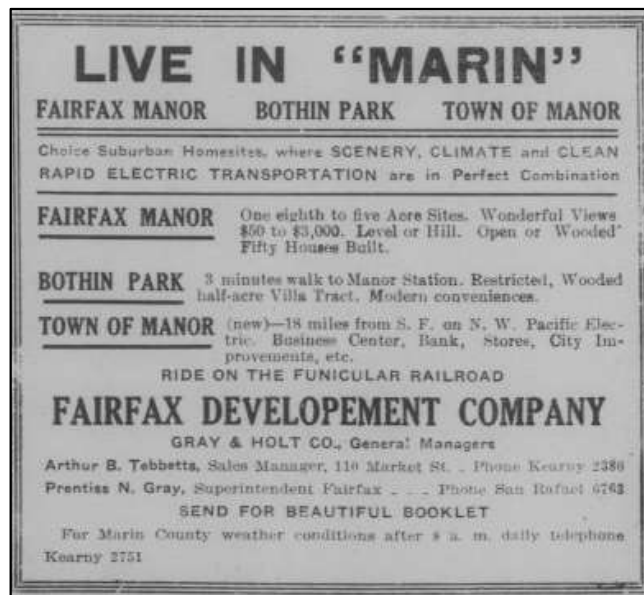 LIVE IN "MARIN"
FAIRFAX MANOR BOTHIN PARK TOWN OF MANOR
Choice Suburban Homesites, where SCENERY, CLIMATE and CLEAN
RAPID ELECTRIC TRANSPORTATION are in Perfect Combination
FAIRFAX MANOR One eighth to five Acre Sites. Wonderful Views
$50 to $3,000. Level or Hill. Open or Wooded
Fifty Houses Built.
BOTHIN PARK 3 minutes walk to Manor Station. Restricted, Wooded
half-acre Villa Tract. Modern conveniences.
TOWN OF MANOR (new)—18 miles from S. F. on N. W. Pacific Elec-
tric. Business Center, Bank, Stores, City Im-
provements, etc.
RIDE ON THE FUNICULAR RAILROAD
FAIRFAX DEVELOPEMENT COMPANY
GRAY & HOLT CO., General Managers
Arthur B. Tebbetts, Sales Manager, 110 Market St. . Phone Kearny
Prentiss N. Gray, Superintendent Fairfax . . . Phone San Rafael
SEND FOR BEAUTIFUL BOOKLET
For Marin County weather conditions after 8 a. m. daily telephone
Kearny 2751